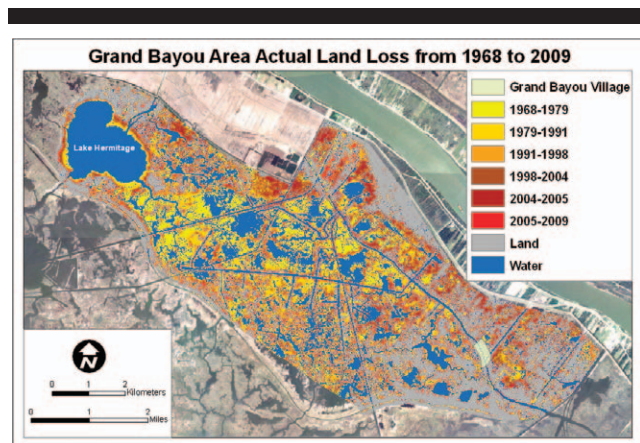 Grand Bayou Area Actual Land Loss from 1968 to 2009
Grand Bayou Village
1968-1979
1979-1991
1991-1998
1998-2004
2004-2005
2005-2009
Land
Water
Lake Hermitage
N
0 1 2
Kilometers
0 1 2
Miles